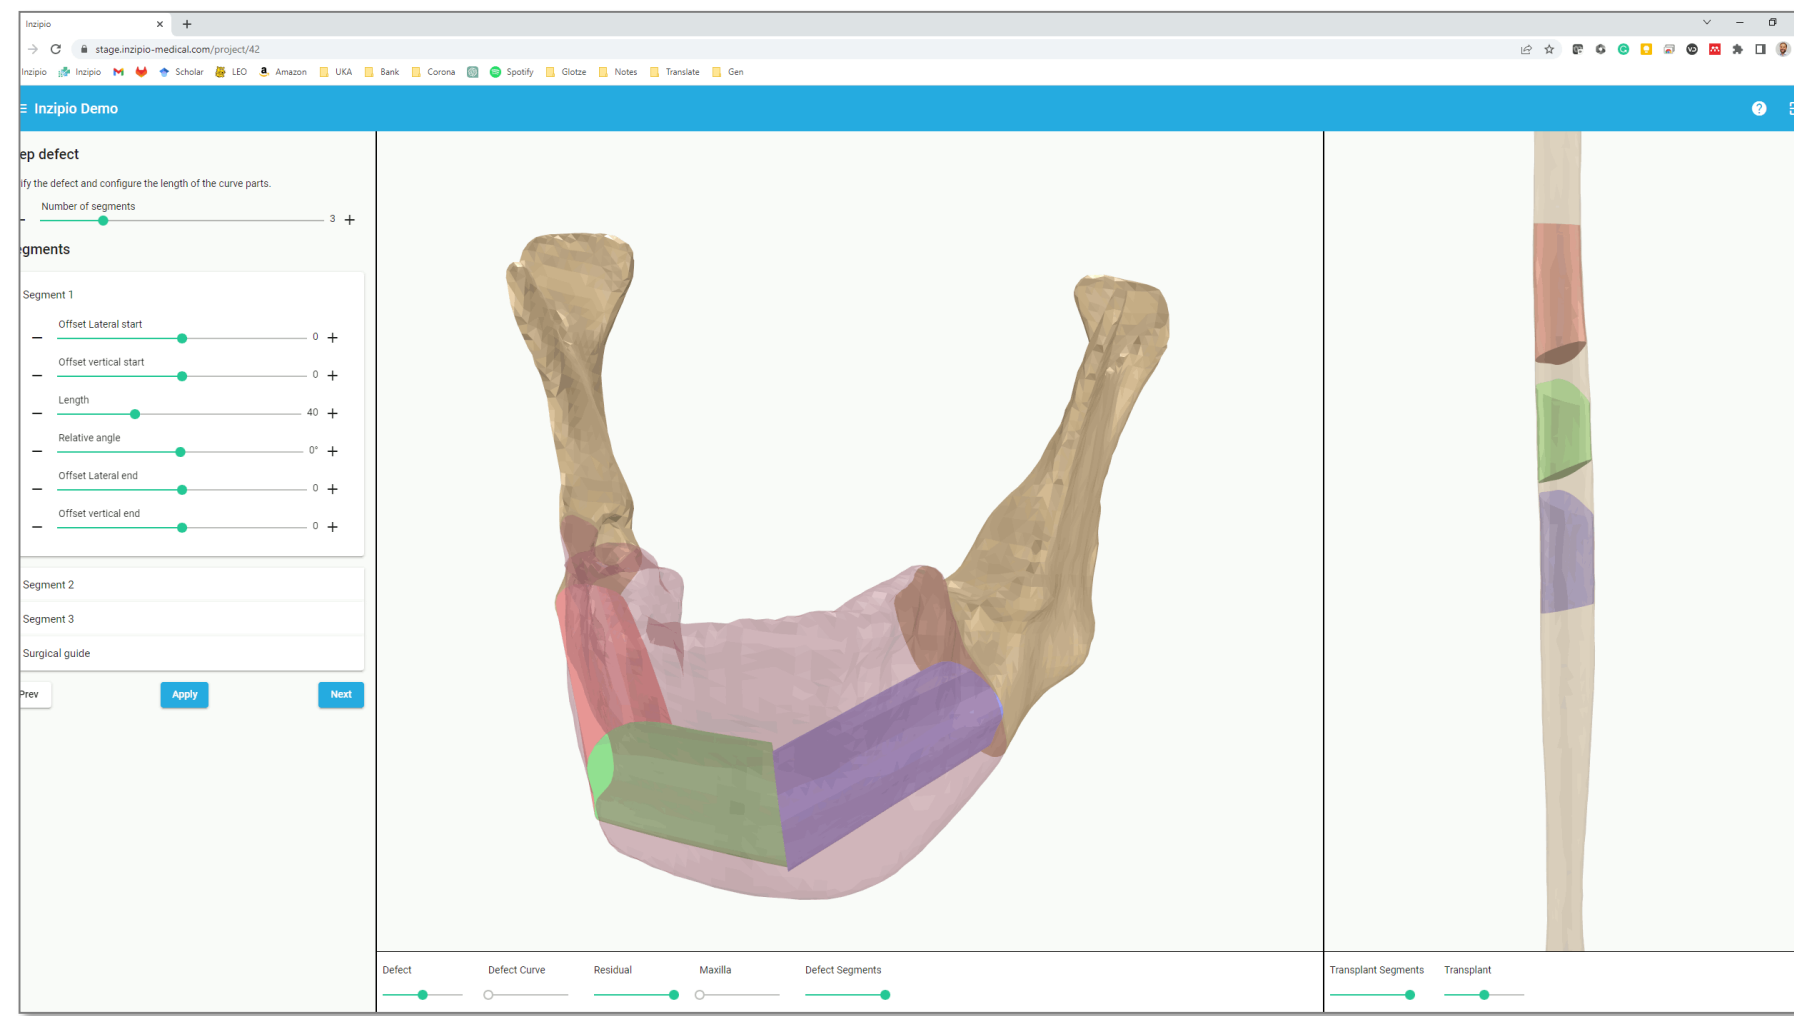 Inzipio
stage.inzipio-medical.com/project/42
Inzipio Inzipio Scholar LEO Amazon UKA Bank Corona Spotify Glotze Notes Translate Gen
Inzipio Demo
ep defect
ify the defect and configure the length of the curve parts.
Number of segments
3
gments
Segment 1
Offset Lateral start
0
Offset vertical start
0
Length
40
Relative angle
0°
Offset Lateral end
0
Offset vertical end
0
Segment 2
Segment 3
Surgical guide
Prev Apply Next
Defect Defect Curve Residual Maxilla Defect Segments
Transplant Segments Transplant